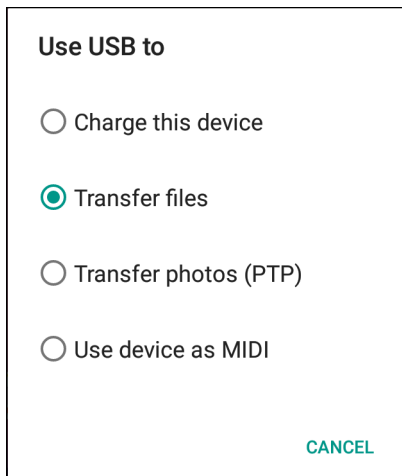 Use USB to
Charge this device
Transfer files
Transfer photos (PTP)
Use device as MIDI
CANCEL